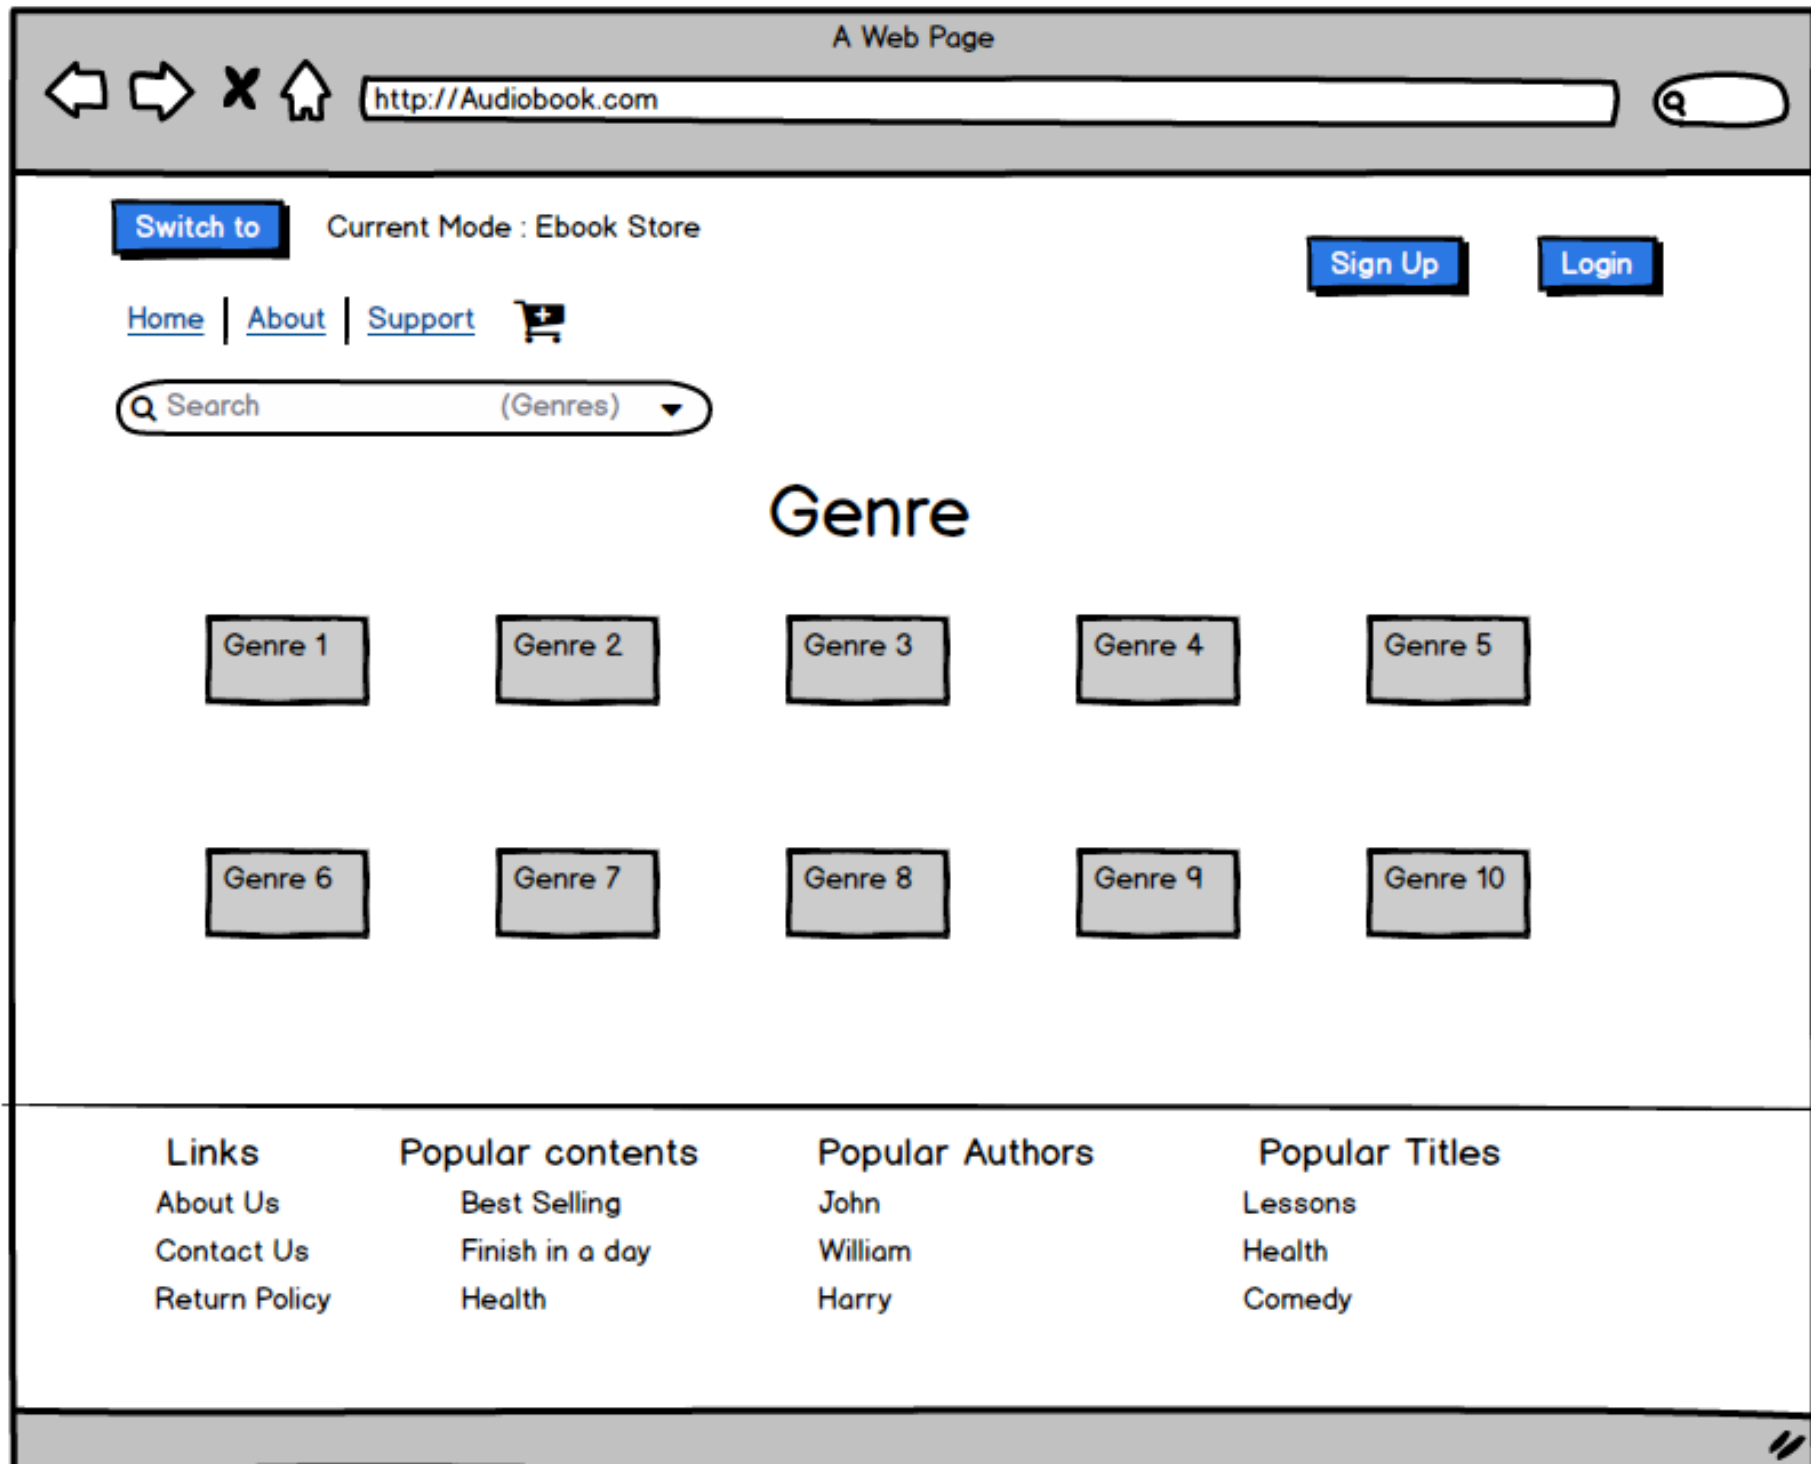 A Web Page
http://Audiobook.com
Switch to
Current Mode : Ebook Store
Sign Up
Login
Home
About
Support
Search
(Genres)
Genre
Genre 1
Genre 2
Genre 3
Genre 4
Genre 5
Genre 6
Genre 7
Genre 8
Genre 9
Genre 10
Links
About Us
Contact Us
Return Policy
Popular contents
Best Selling
Finish in a day
Health
Popular Authors
John
William
Harry
Popular Titles
Lessons
Health
Comedy